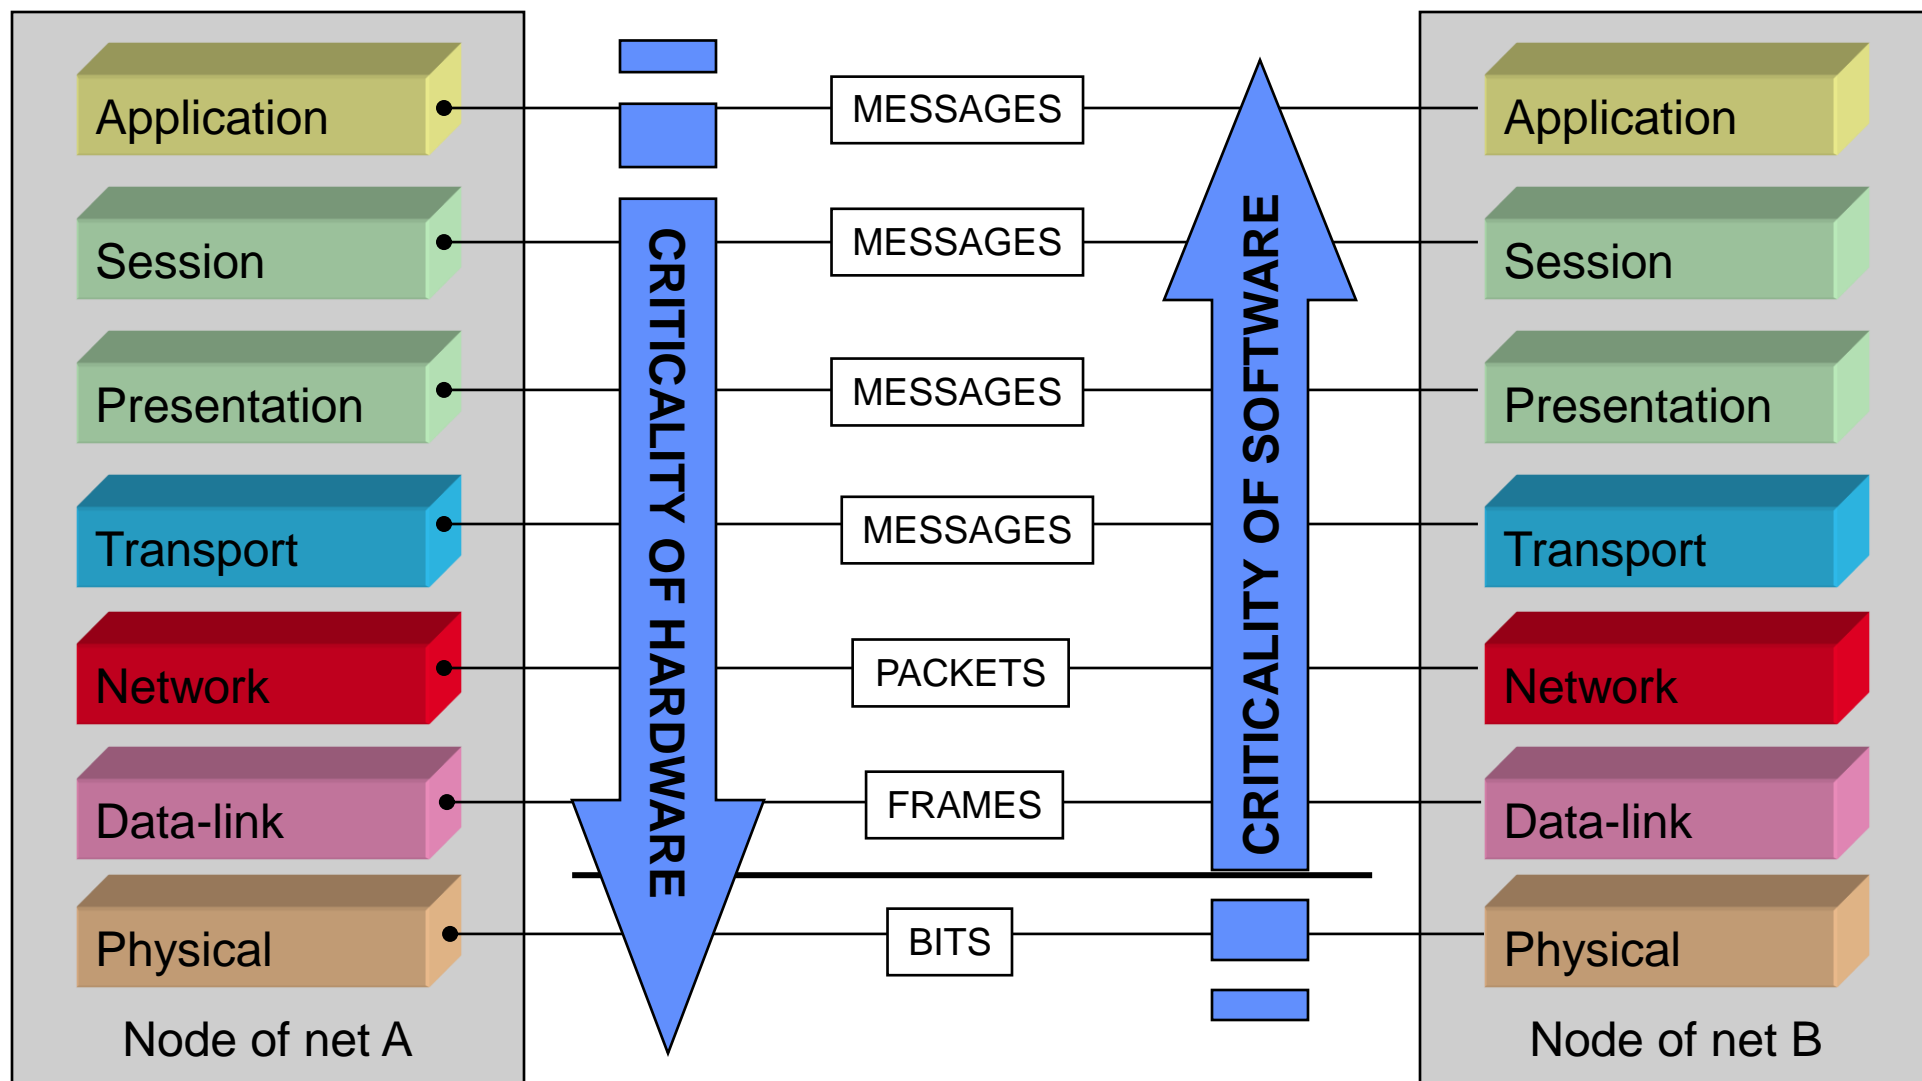 Application
MESSAGES
Application
Session
MESSAGES
Session
Presentation
MESSAGES
Presentation
Transport
MESSAGES
Transport
Network
PACKETS
Network
Data-link
FRAMES
Data-link
Physical
BITS
Physical
CRITICALITY OF HARDWARE
CRITICALITY OF SOFTWARE
Node of net A
Node of net B